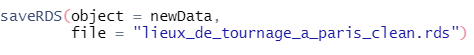 saveRDS(object = newData,
file = "lieux_de_tournage_a_paris_clean.rds")